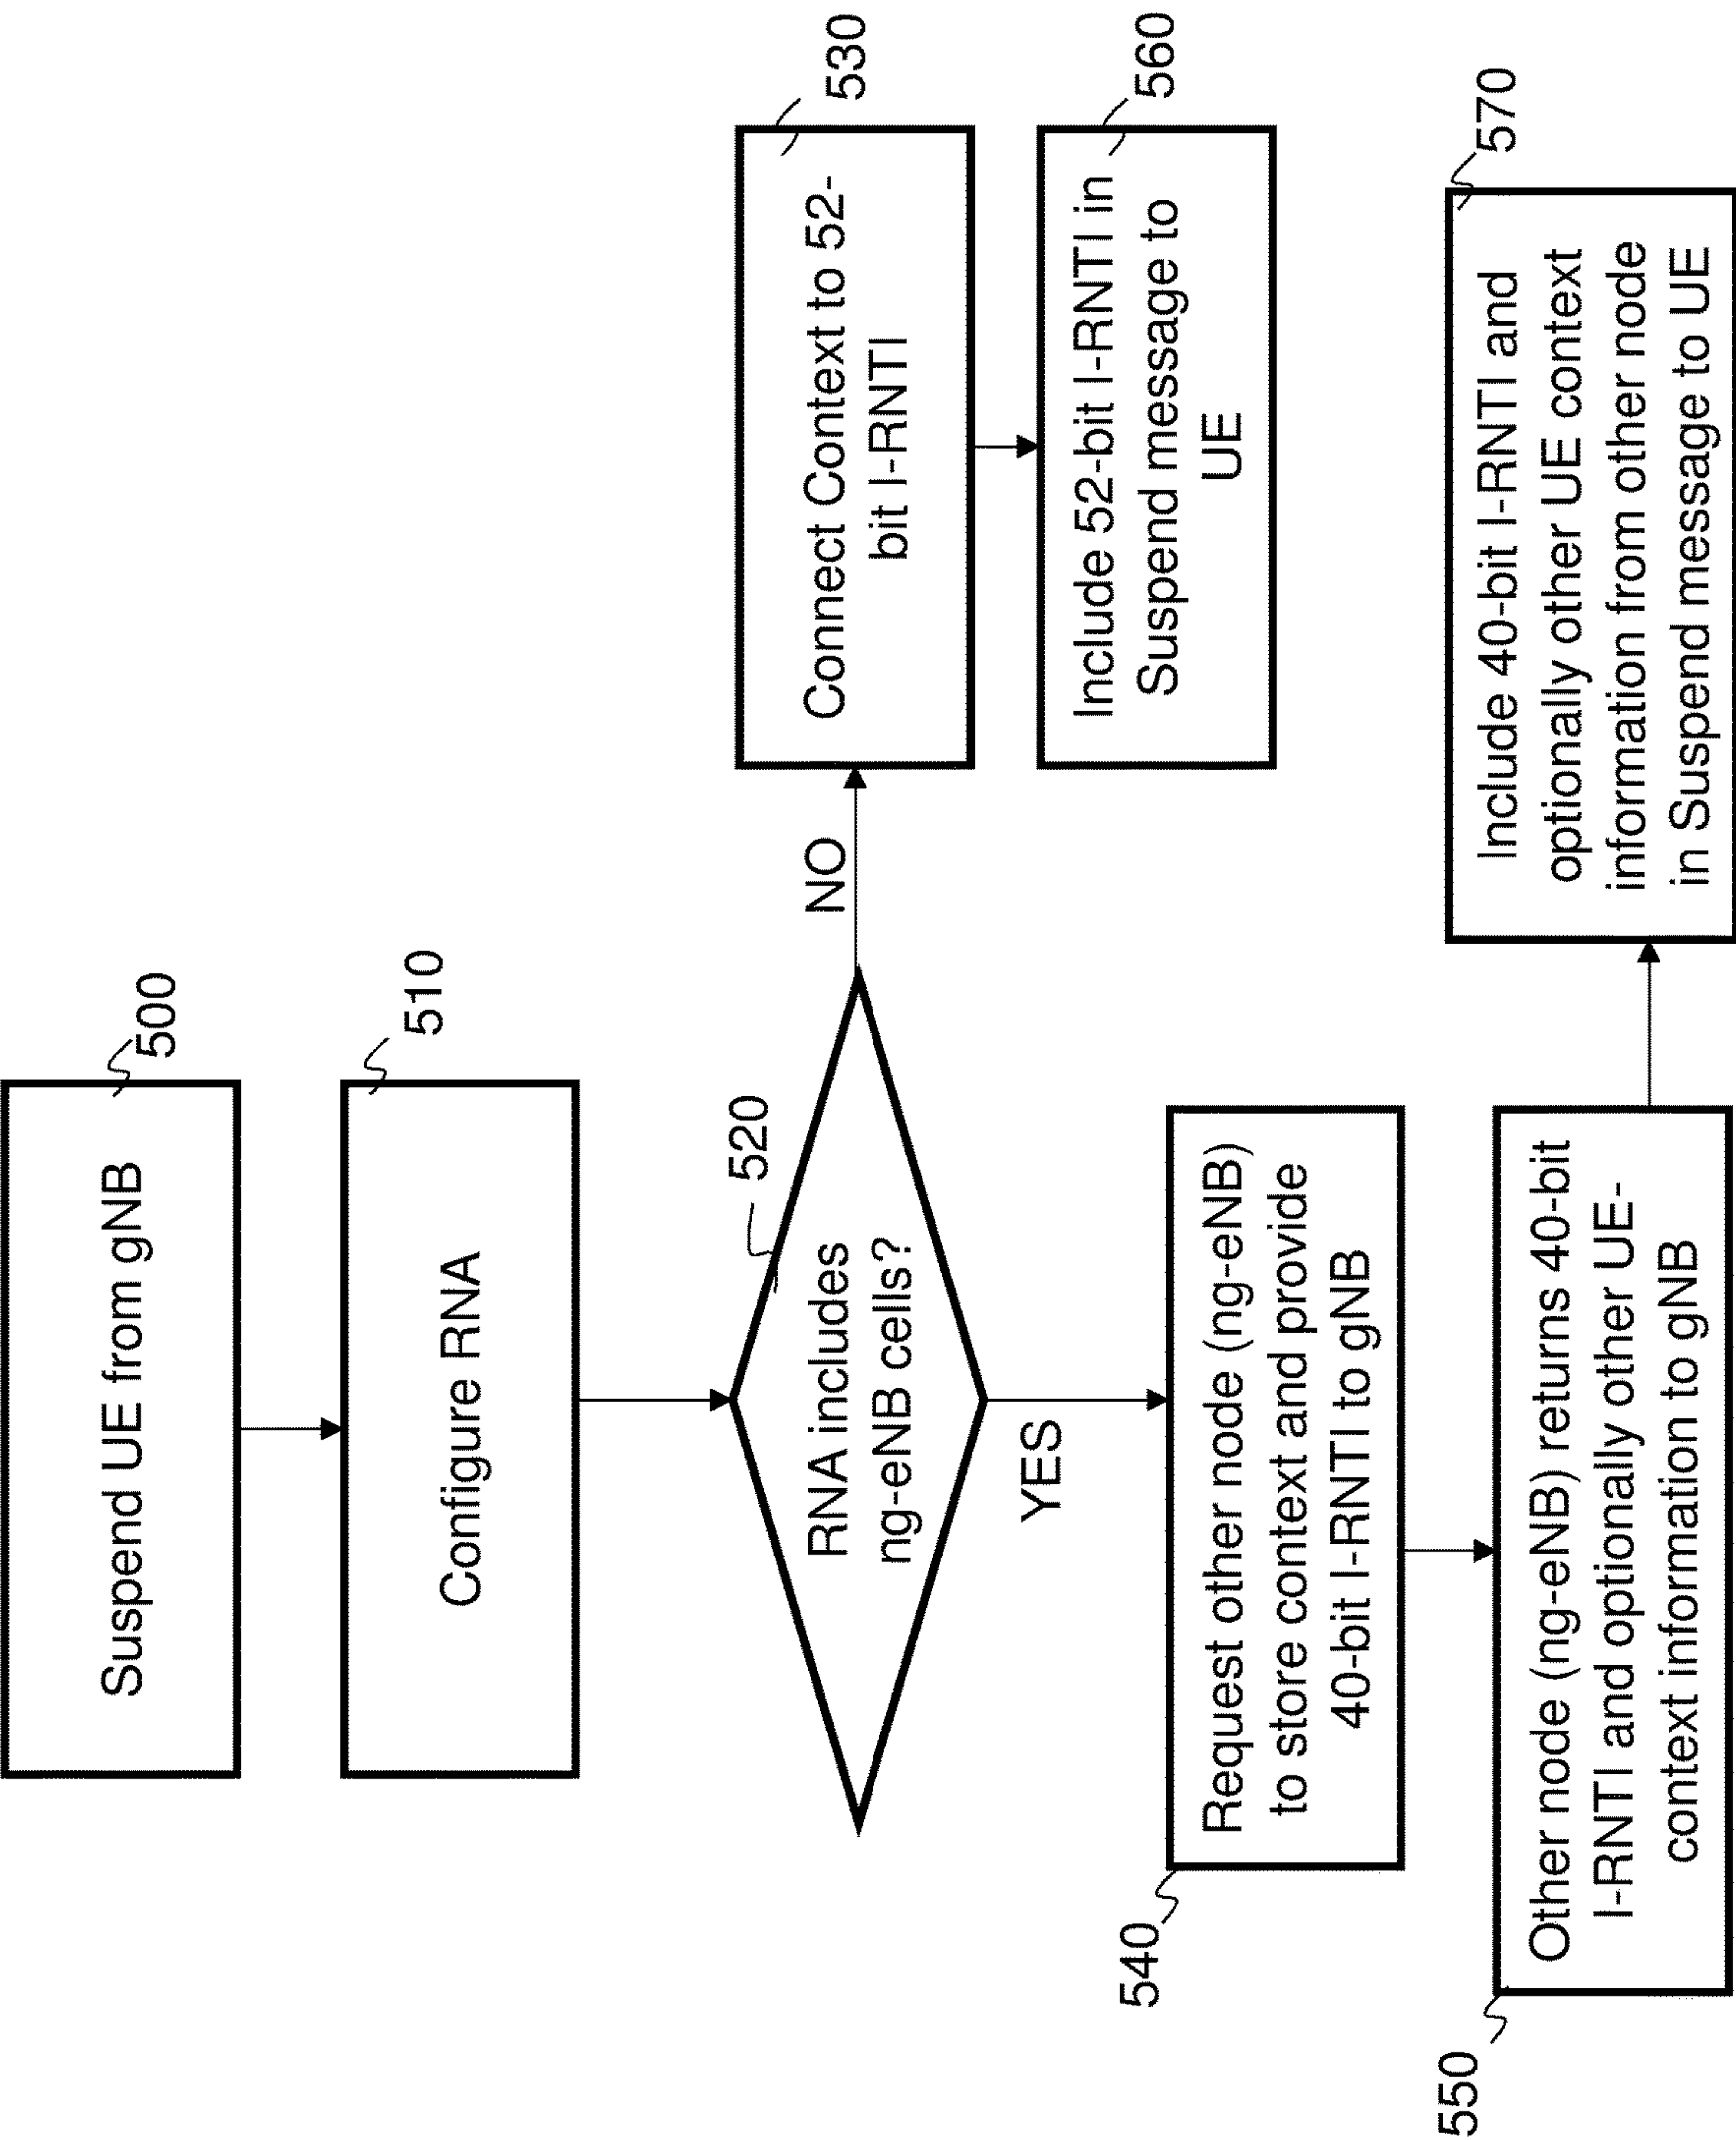 500
Suspend UE from gNB
510
Configure RNA
520
RNA includes
ng-eNB cells?
NO
530
Connect Context to 52-
bit I-RNTI
560
Include 52-bit I-RNTI in
Suspend message to
UE
YES
540
Request other node (ng-eNB)
to store context and provide
40-bit I-RNTI to gNB
550
Other node (ng-eNB) returns 40-bit
I-RNTI and optionally other UE-
context information to gNB
570
Include 40-bit I-RNTI and
optionally other UE context
information from other node
in Suspend message to UE